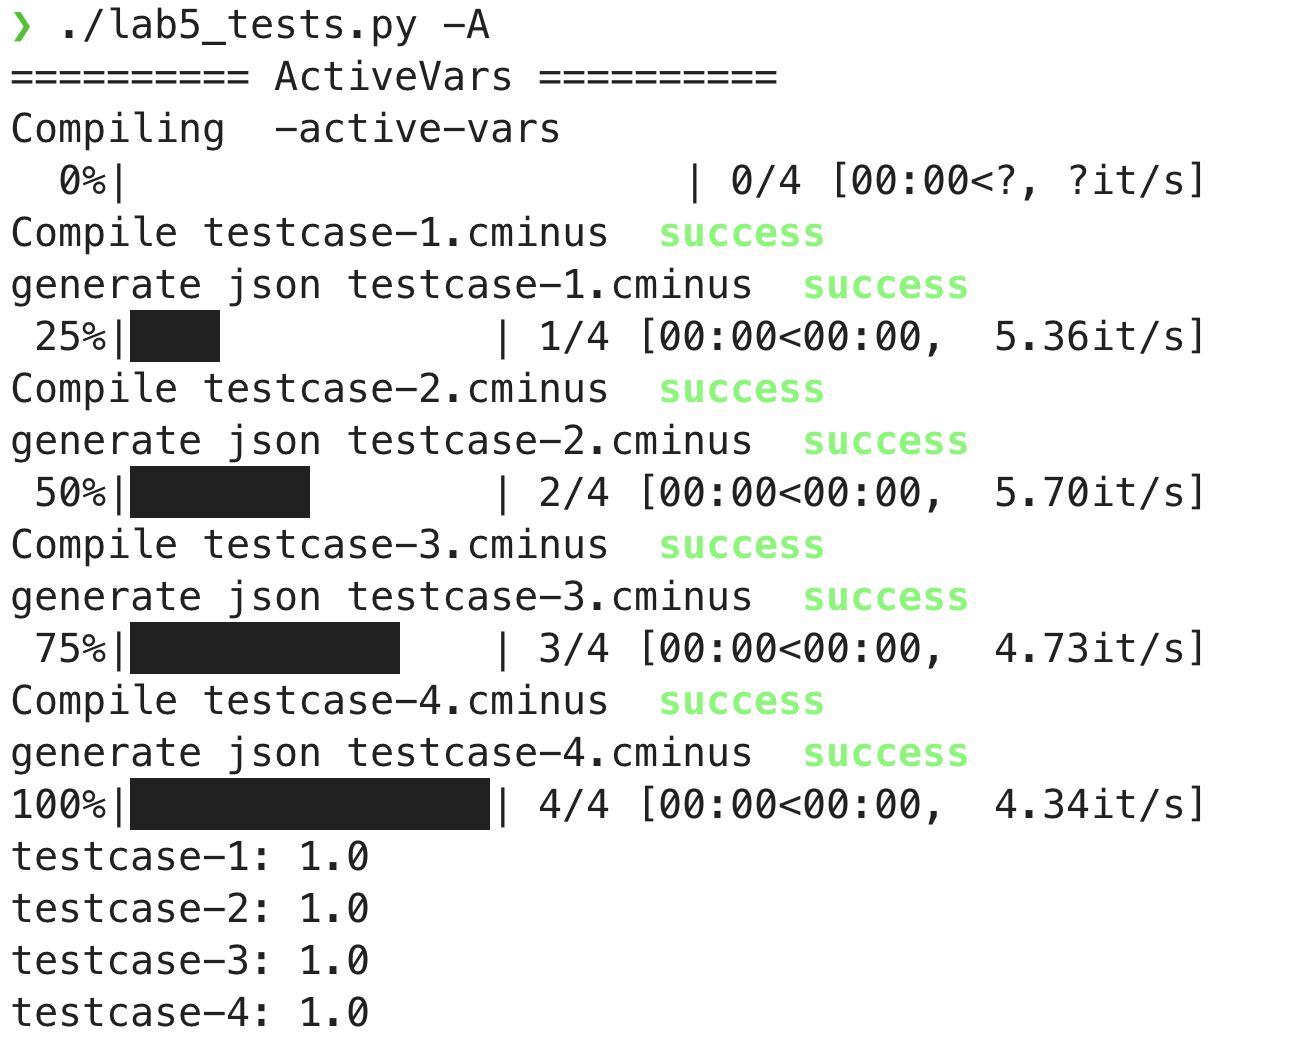 ❯ ./lab5_tests.py -A
========== ActiveVars ==========
Compiling  -active-vars
  0%|                       | 0/4 [00:00<?, ?it/s]
Compile testcase-1.cminus  success
generate json testcase-1.cminus  success
 25%|███▊           | 1/4 [00:00<00:00,  5.36it/s]
Compile testcase-2.cminus  success
generate json testcase-2.cminus  success
 50%|███████▌       | 2/4 [00:00<00:00,  5.70it/s]
Compile testcase-3.cminus  success
generate json testcase-3.cminus  success
 75%|███████████▎   | 3/4 [00:00<00:00,  4.73it/s]
Compile testcase-4.cminus  success
generate json testcase-4.cminus  success
100%|███████████████| 4/4 [00:00<00:00,  4.34it/s]
testcase-1: 1.0
testcase-2: 1.0
testcase-3: 1.0
testcase-4: 1.0